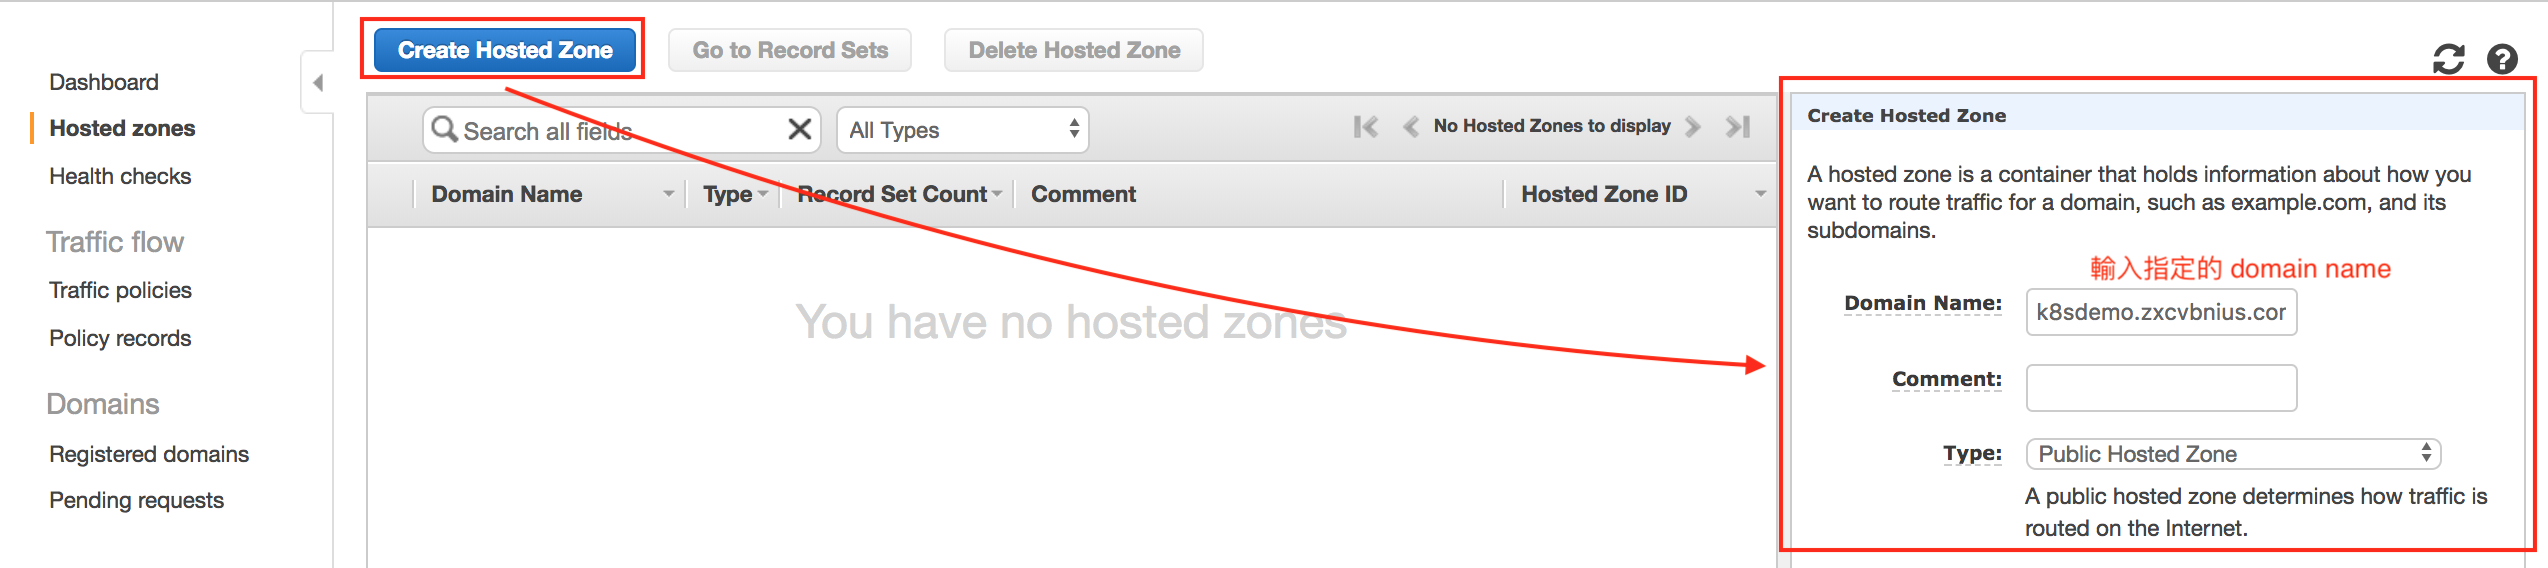 Create Hosted Zone
Go to Record Sets
Delete Hosted Zone
Dashboard
Hosted zones
Health checks
Traffic flow
Traffic policies
Policy records
Domains
Registered domains
Pending requests
Search all fields
All Types
No Hosted Zones to display
Domain Name
Type
Record Set Count
Comment
Hosted Zone ID
You have no hosted zones
Create Hosted Zone
A hosted zone is a container that holds information about how you
want to route traffic for a domain, such as example.com, and its
subdomains.
輸入指定的 domain name
Domain Name:
k8sdemo.zxcvbnius.cor
Comment:
Type:
Public Hosted Zone
A public hosted zone determines how traffic is
routed on the Internet.